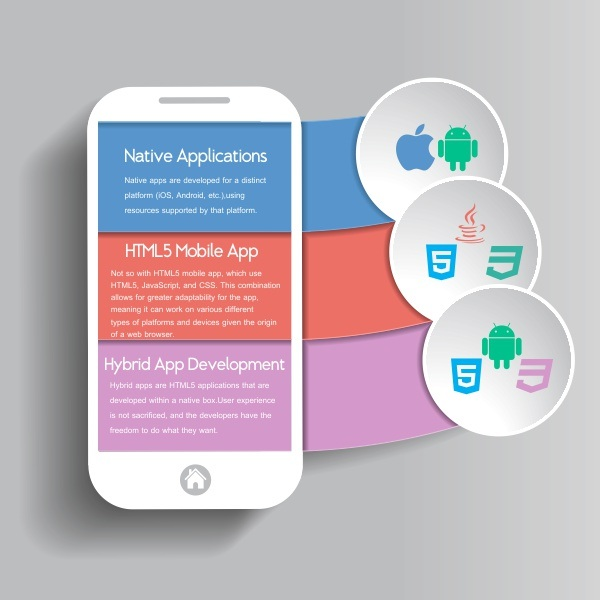 Native Applications
Native apps are developed for a distinct
platform (iOS, Android, etc.),using
resources supported by that platform.
HTML5 Mobile App
Not so with HTML5 mobile app, which use
HTML5, JavaScript, and CSS. This combination
allows for greater adaptability for the app,
meaning it can work on various different
types of platforms and devices given the origin
of a web browser.
Hybrid App Development
Hybrid apps are HTML5 applications that are
developed within a native box.User experience
is not sacrificed, and the developers have the
freedom to do what they want.
5
3
5
3